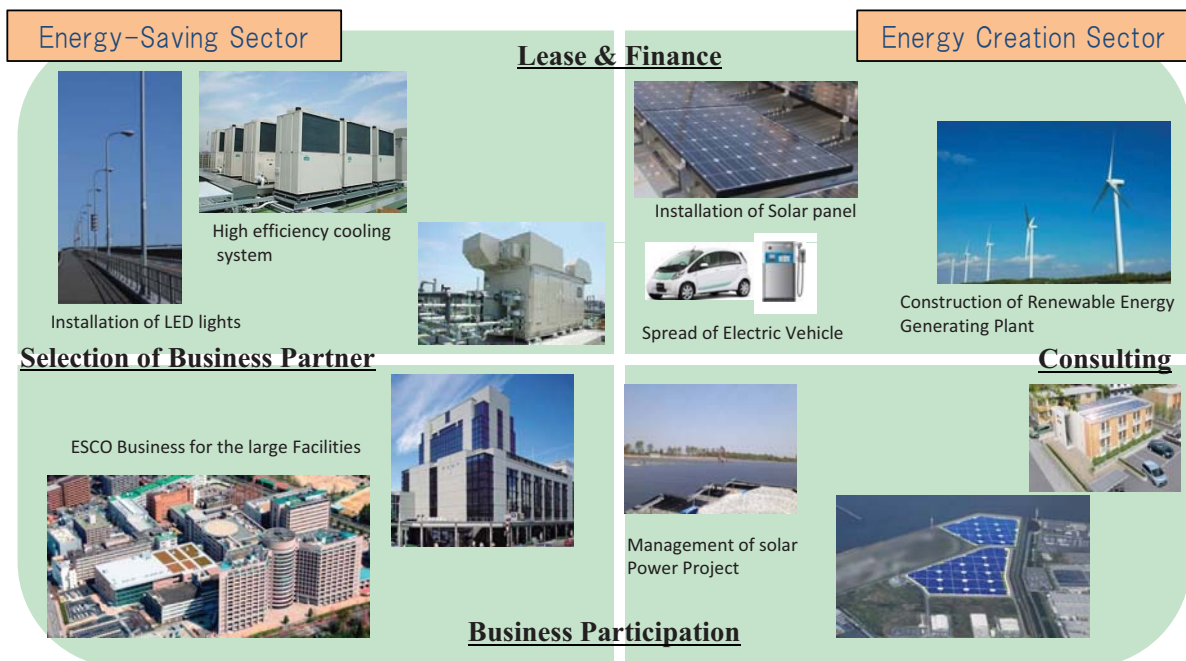 Energy-Saving Sector
Energy Creation Sector
Lease & Finance
Installation of Solar panel
High efficiency cooling
system
Installation of LED lights
Spread of Electric Vehicle
Construction of Renewable Energy
Generating Plant
Selection of Business Partner
Consulting
ESCO Business for the large Facilities
Management of solar
Power Project
Business Participation